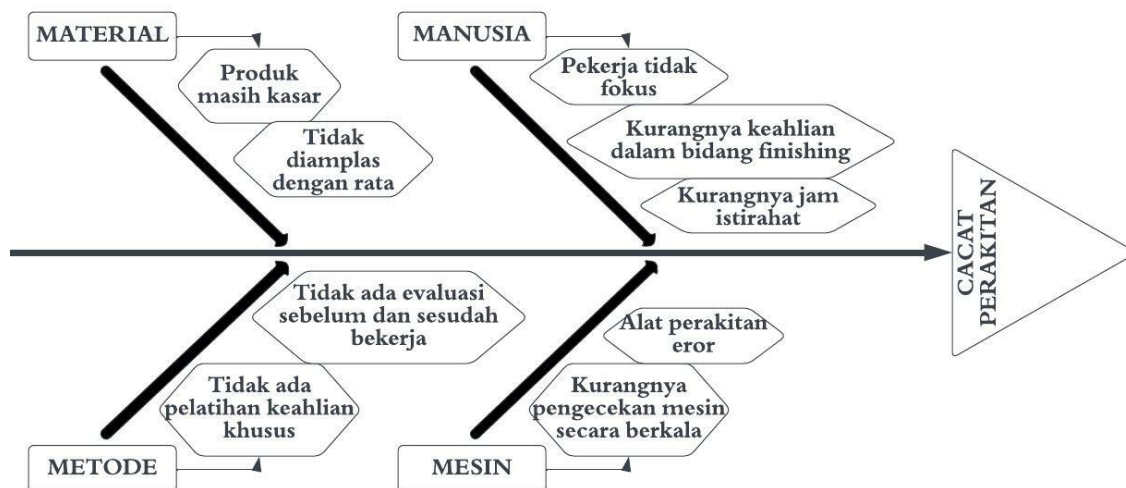 MATERIAL
Produk
masih kasar
Tidak
diamplas
dengan rata
MANUSIA
Pekerja tidak
fokus
Kurangnya keahlian
dalam bidang finishing
Kurangnya jam
istirahat
CACAT
PERAKITAN
Tidak ada evaluasi
sebelum dan sesudah
bekerja
Tidak ada
pelatihan keahlian
khusus
METODE
Alat perakitan
eror
Kurangnya
pengecekan mesin
secara berkala
MESIN